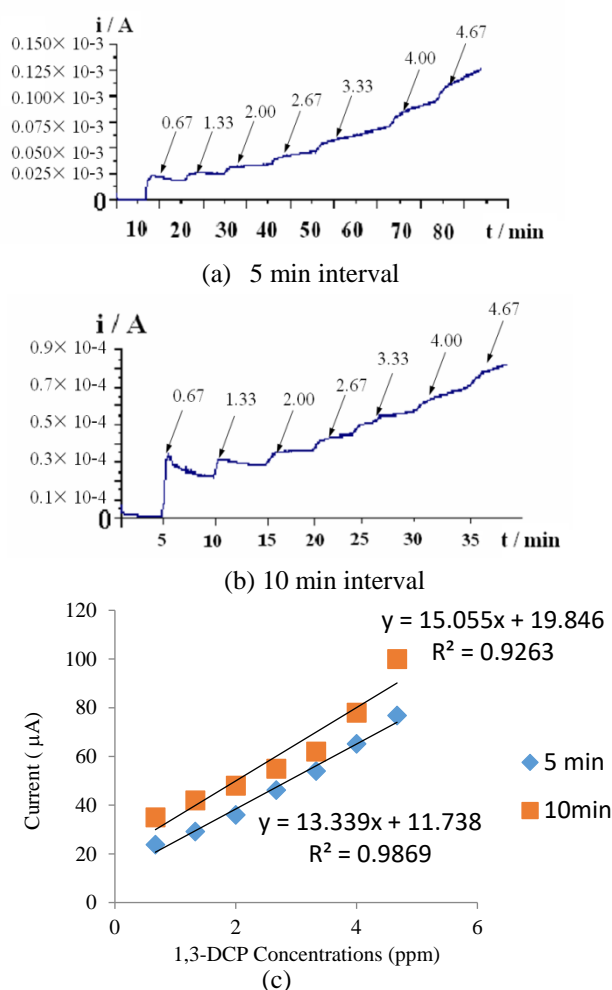 i / A
0.150× 10-3
0.125× 10-3
0.100× 10-3
0.075× 10-3
0.050× 10-3
0.025× 10-3
0
0.67
1.33
2.00
2.67
3.33
4.00
4.67
10 20 30 40 50 60 70 80 t / min
(a) 5 min interval
i / A
0.9× 10-4
0.7× 10-4
0.5× 10-4
0.3× 10-4
0.1× 10-4
0
0.67
1.33
2.00
2.67
3.33
4.00
4.67
5 10 15 20 25 30 35 t / min
(b) 10 min interval
120
100
80
60
40
20
0
Current ( µA)
y = 15.055x + 19.846
R² = 0.9263
y = 13.339x + 11.738
R² = 0.9869
5 min
10min
0 2 4 6
1,3-DCP Concentrations (ppm)
(c)